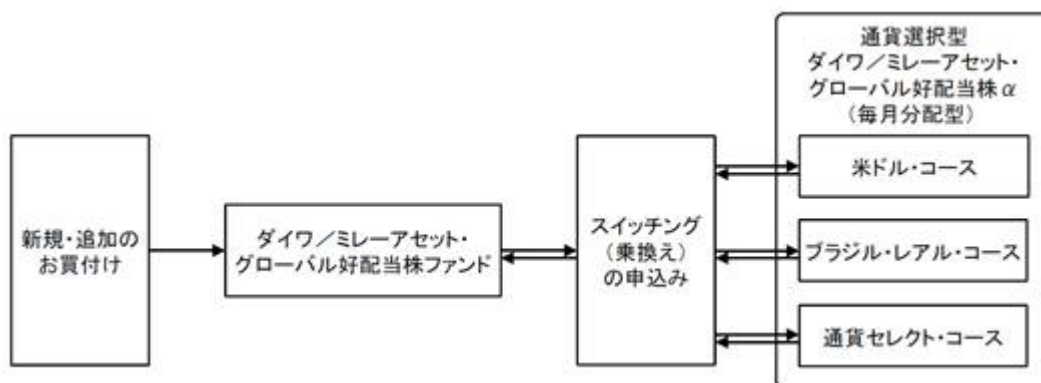 新規・追加の
お買付け
ダイワ／ミレーアセット・
グローバル好配当株ファンド
スイッチング
(乗換え)
の申込み
通貨選択型
ダイワ／ミレーアセット・
グローバル好配当株α
(毎月分配型)
米ドル・コース
ブラジル・レアル・コース
通貨セレクト・コース